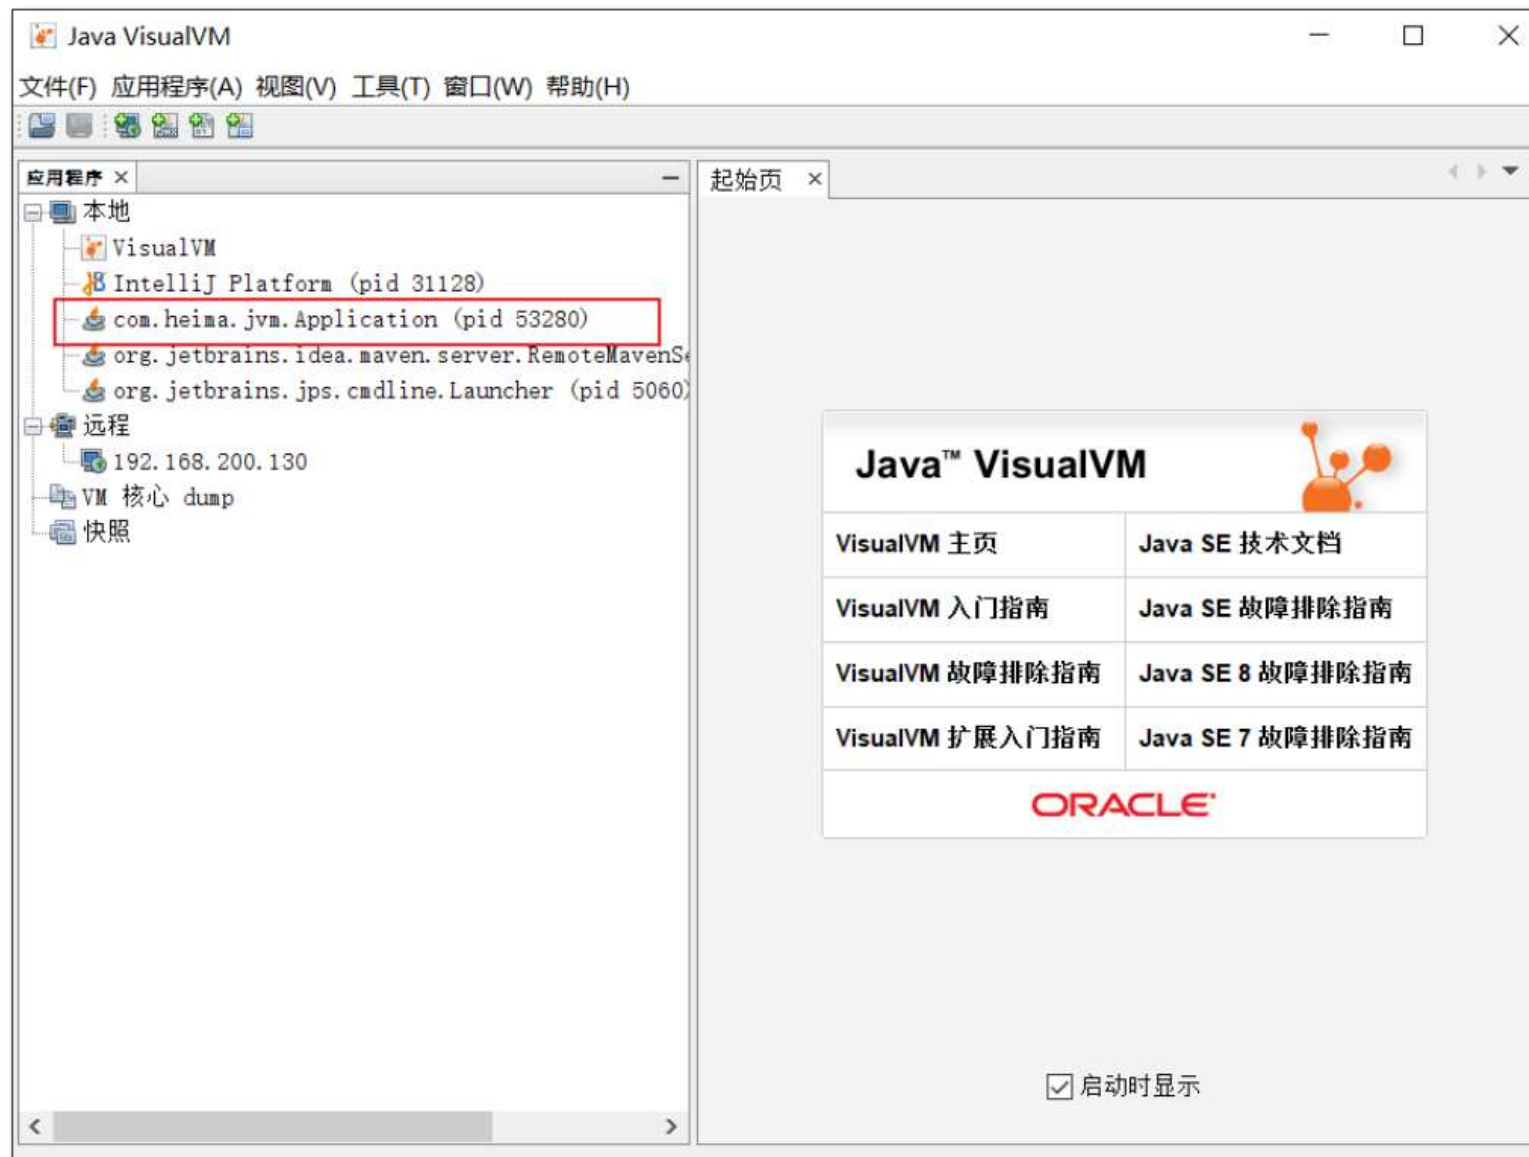 Java VisualVM
文件(F) 应用程序(A) 视图(V) 工具(T) 窗口(W) 帮助(H)
应用程序
本地
VisualVM
IntelliJ Platform (pid 31128)
com.heima.jvm.Application (pid 53280)
org.jetbrains.idea.maven.server.RemoteMavenSe
org.jetbrains.jps.cmdline.Launcher (pid 5060)
远程
192.168.200.130
VM 核心 dump
快照
起始页
Java™ VisualVM
VisualVM 主页 Java SE 技术文档
VisualVM 入门指南 Java SE 故障排除指南
VisualVM 故障排除指南 Java SE 8 故障排除指南
VisualVM 扩展入门指南 Java SE 7 故障排除指南
ORACLE
启动时显示